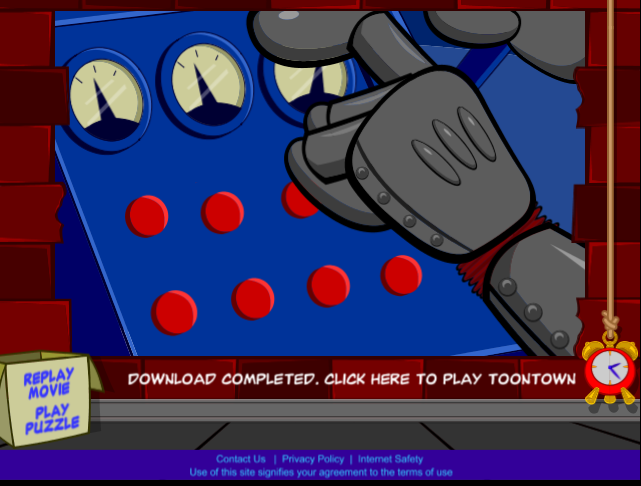 REPLAY
MOVIE
PLAY
PUZZLE
DOWNLOAD COMPLETED. CLICK HERE TO PLAY TOONTOWN
Contact Us | Privacy Policy | Internet Safety
Use of this site signifies your agreement to the terms of use